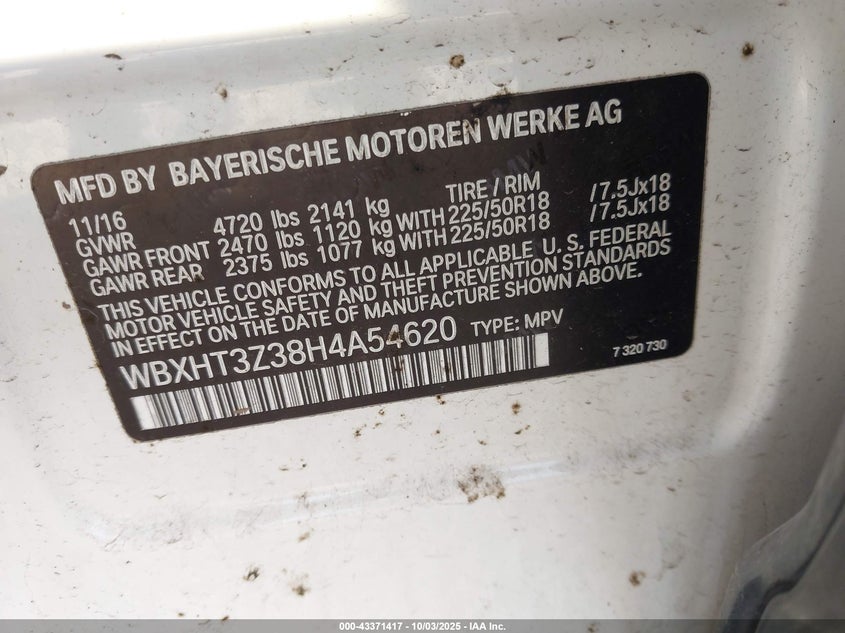 MFD BY BAYERISCHE MOTOREN WERKE AG
11/16 TIRE / RIM
GVWR 4720 lbs 2141 kg
GAWR FRONT 2470 lbs 1120 kg WITH 225/50R18 /7.5Jx18
GAWR REAR 2375 lbs 1077 kg WITH 225/50R18 /7.5Jx18
THIS VEHICLE CONFORMS TO ALL APPLICABLE U. S. FEDERAL
MOTOR VEHICLE SAFETY AND THEFT PREVENTION STANDARDS
IN EFFECT ON THE DATE OF MANUFACTURE SHOWN ABOVE.
WBXHT3Z38H4A54620 TYPE: MPV
7 320 730
000-43371417 - 10/03/2025 - IAA Inc.